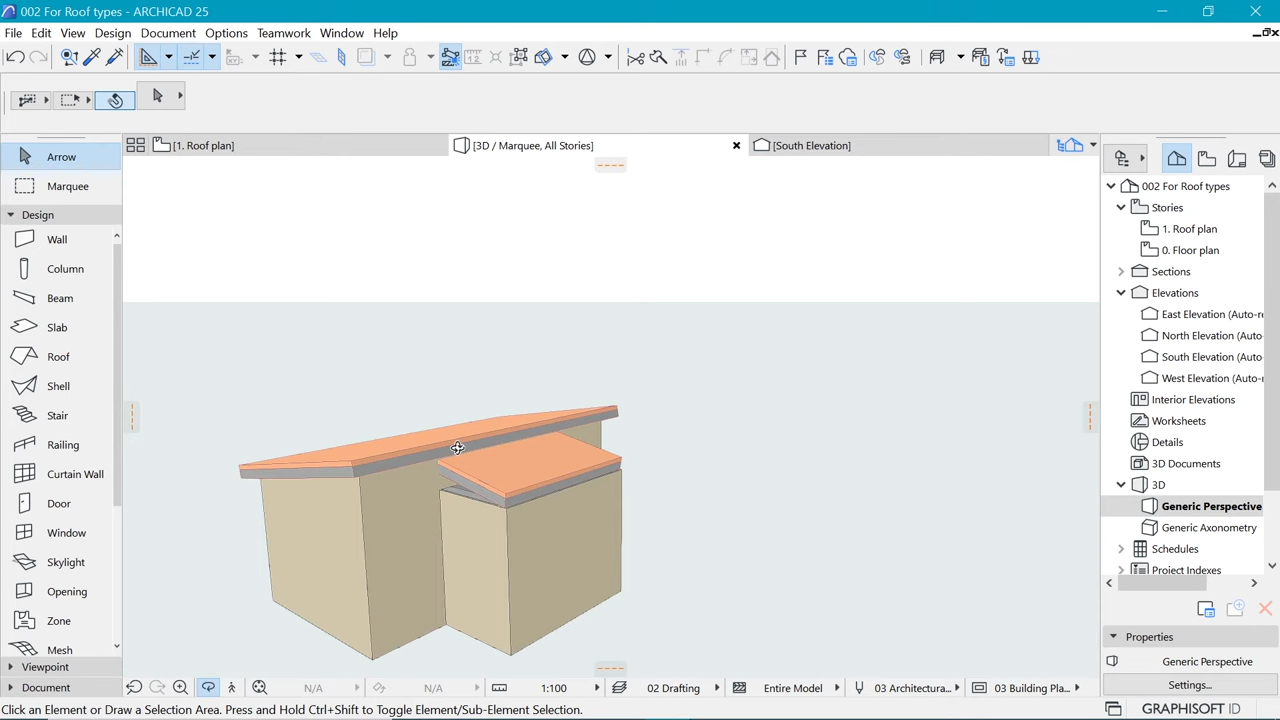 002 For Roof types - ARCHICAD 25
File Edit View Design Document Options Teamwork Window Help
[1. Roof plan]
[3D / Marquee, All Stories]
[South Elevation]
Arrow
Marquee
Design
Wall
Column
Beam
Slab
Roof
Shell
Stair
Railing
Curtain Wall
Door
Window
Skylight
Opening
Zone
Mesh
Viewpoint
Document
002 For Roof types
Stories
1. Roof plan
0. Floor plan
Sections
Elevations
East Elevation (Auto-r
North Elevation (Auto
South Elevation (Auto
West Elevation (Auto-
Interior Elevations
Worksheets
Details
3D Documents
3D
Generic Perspective
Generic Axonometry
Schedules
Project Indexes
Properties
Generic Perspective
Settings...
N/A N/A 1:100 02 Drafting Entire Model 03 Architectura... 03 Building Pla...
Click an Element or Draw a Selection Area. Press and Hold Ctrl+Shift to Toggle Element/Sub-Element Selection.
GRAPHISOFT ID